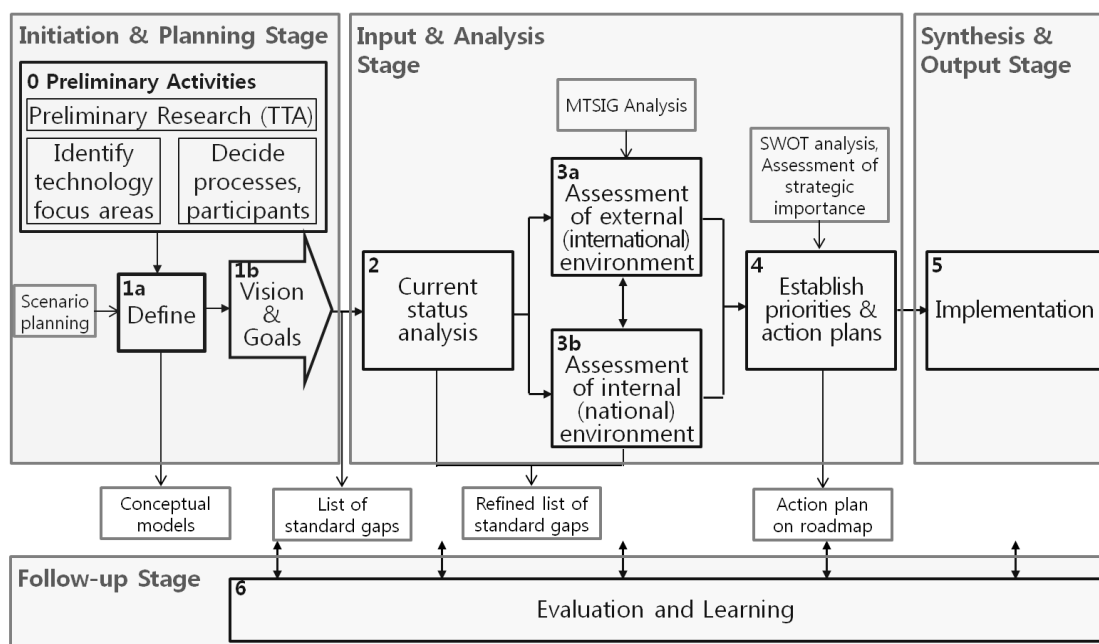 Initiation & Planning Stage
0 Preliminary Activities
Preliminary Research (TTA)
Identify
technology
focus areas
Decide
processes,
participants
Scenario
planning
1a
Define
1b
Vision
&
Goals
Conceptual
models
List of
standard gaps
Input & Analysis
Stage
MTSIG Analysis
2
Current
status
analysis
3a
Assessment
of external
(international)
environment
3b
Assessment
of internal
(national)
environment
Refined list of
standard gaps
SWOT analysis,
Assessment of
strategic
importance
4
Establish
priorities &
action plans
Action plan
on roadmap
Synthesis &
Output Stage
5
Implementation
Follow-up Stage
6
Evaluation and Learning